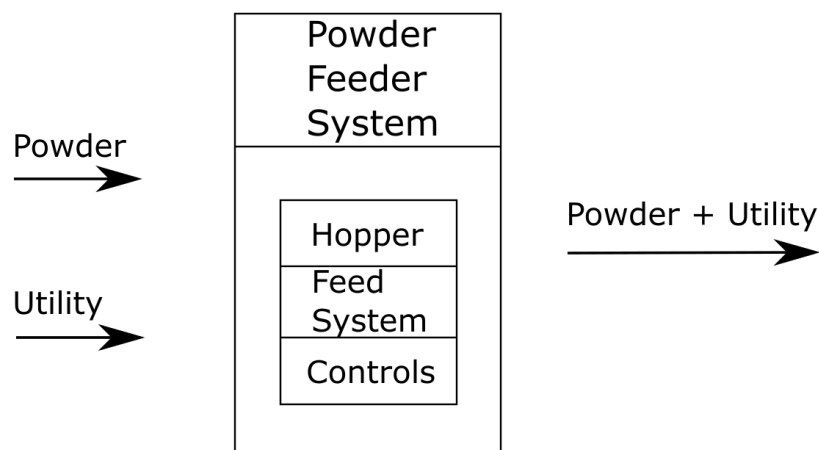 Powder
Feeder
System
Powder
Utility
Hopper
Feed
System
Controls
Powder + Utility